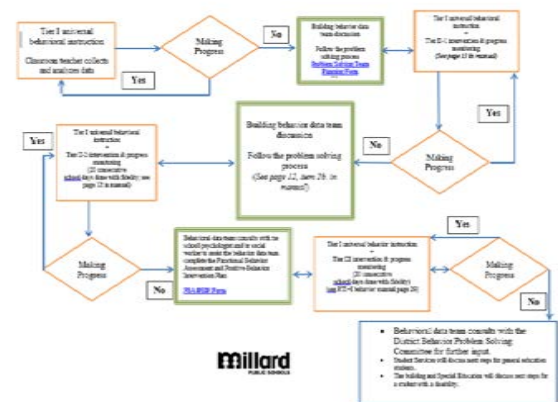 Tier I universal
behavioral instruction
Classroom teacher collects
and analyzes data
Making
Progress
No
Yes
Building behavior data
team discussion
Follow the problem
solving process
Problem Solving Team
Tier I universal behavioral
instruction
+
Tier II-1 intervention & progress
monitoring
(See page 13 in manual)
Yes
Making
Progress
No
Building behavior data team
discussion
Follow the problem solving
process
(See page 12, item 2b. in
manual)
Yes
Tier I universal behavioral
instruction
+
Tier II-2 intervention & progress
monitoring
(20 consecutive
school days done with fidelity; see
page 13 in manual)
Making
Progress
No
Behavioral data team consults with
school psychologist and/or social
worker to assist the behavior data team
complete the Functional Behavior
Assessment and Positive Behavior
Intervention Plan
Tier I universal behavior instruction
+
Tier III intervention & progress
monitoring
(20 consecutive
school days done with fidelity)
Yes
Making
Progress
No
• Behavioral data team consults with the
District Behavior Problem Solving
Committee for further input.
• Student Services will discuss next steps for general education
students.
• The building and Special Education will discuss next steps for
a student with a disability.
Millard
PUBLIC SCHOOLS